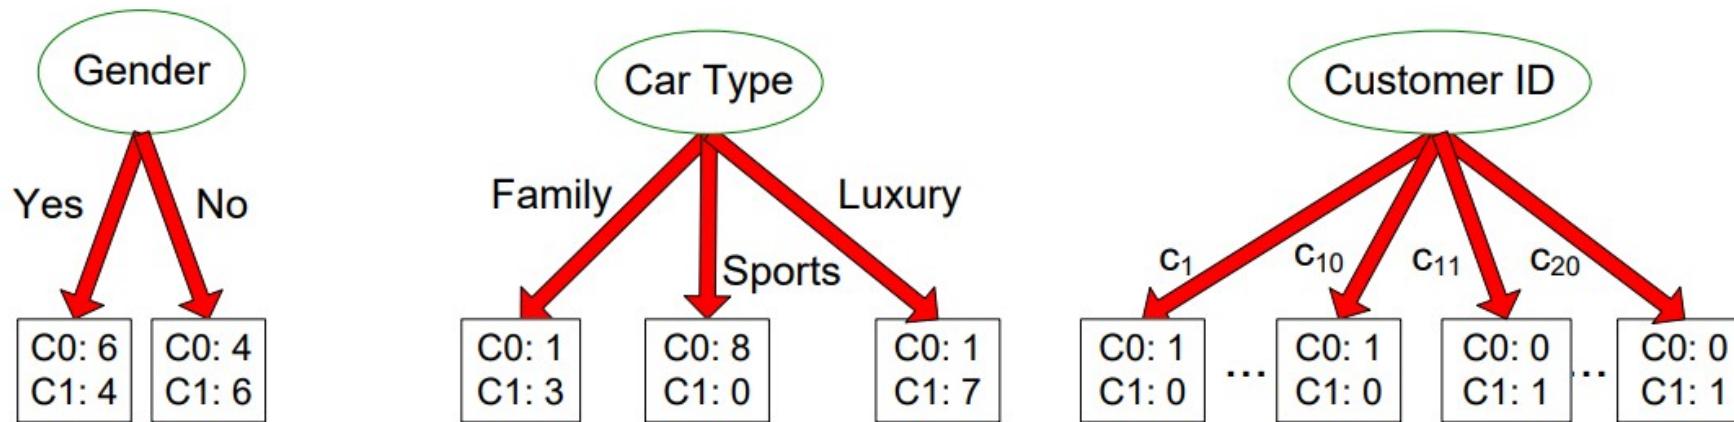 Gender
Yes
No
C0: 6
C1: 4
C0: 4
C1: 6
Car Type
Family
Sports
Luxury
C0: 1
C1: 3
C0: 8
C1: 0
C0: 1
C1: 7
Customer ID
c₁
c₁₀
c₁₁
c₂₀
C0: 1
C1: 0
...
C0: 1
C1: 0
C0: 0
C1: 1
...
C0: 0
C1: 1